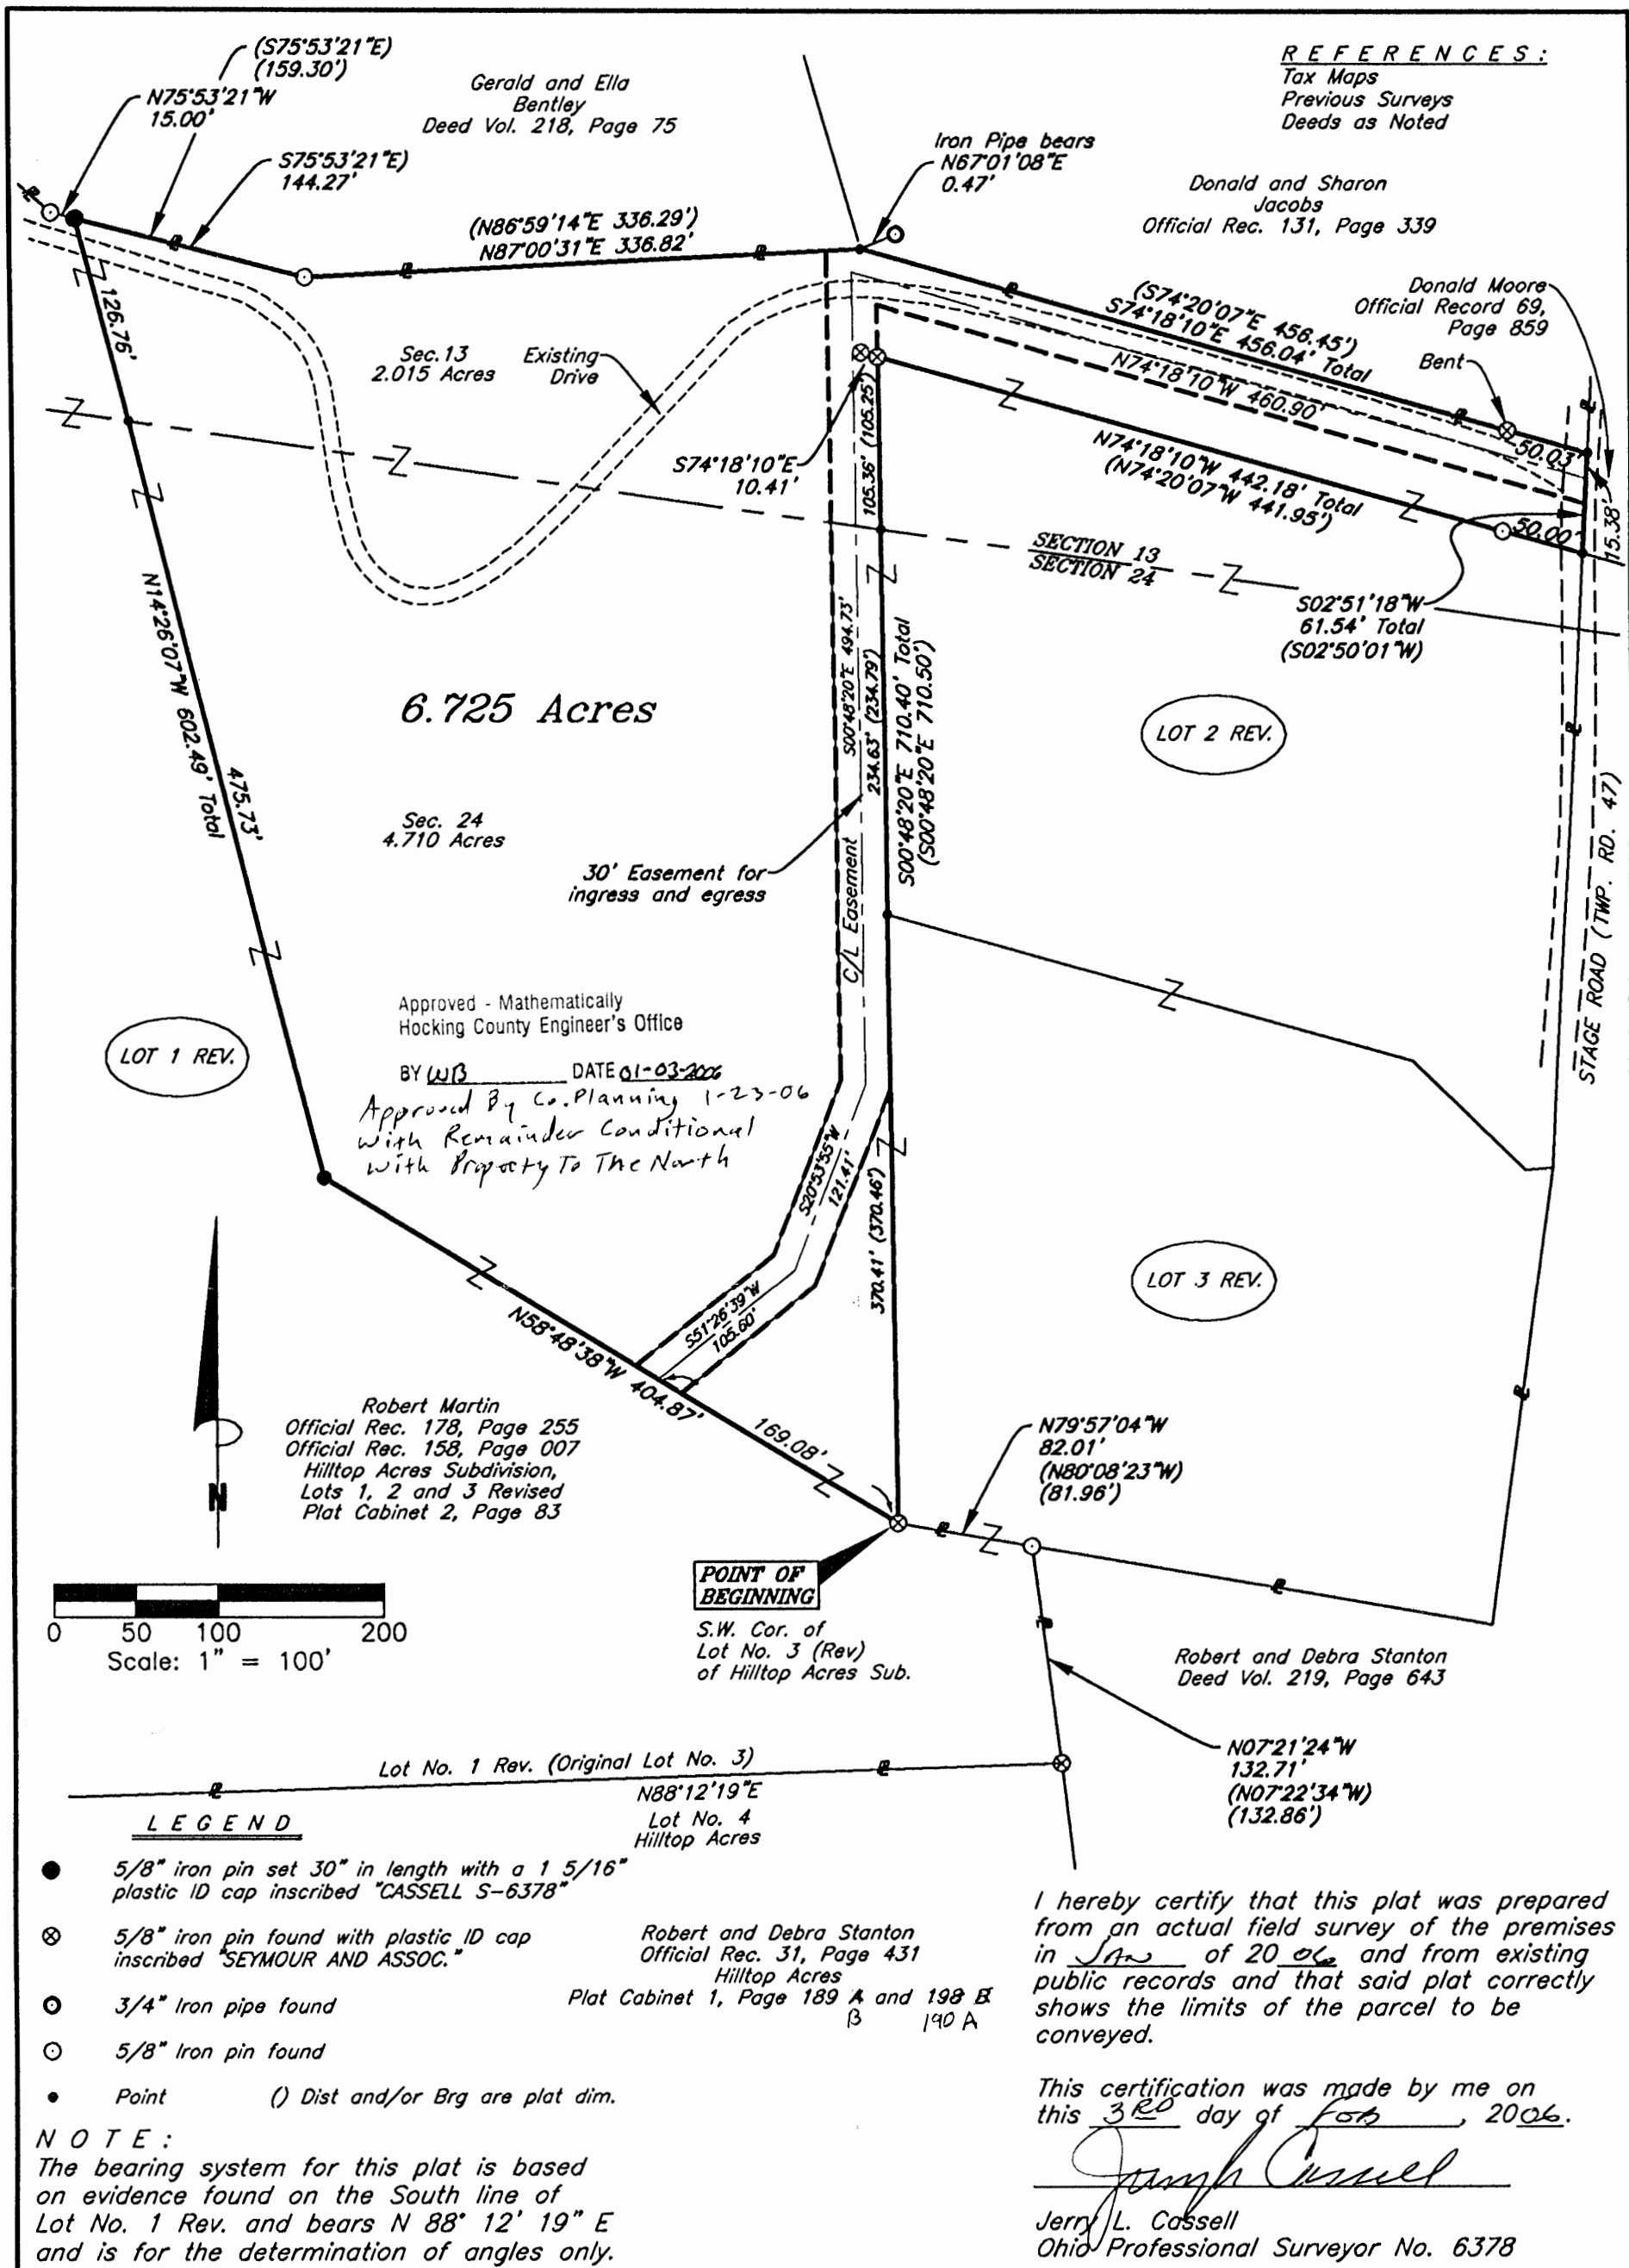 (S75°53'21"E)
(159.30')
N75°53'21"W
15.00'
S75°53'21"E)
144.27'
Gerald and Ella
Bentley
Deed Vol. 218, Page 75
REFERENCES:
Tax Maps
Previous Surveys
Deeds as Noted
Iron Pipe bears
N67°01'08"E
0.47'
Donald and Sharon
Jacobs
Official Rec. 131, Page 339
(N86°59'14"E 336.29')
N87°00'31"E 336.82'
Donald Moore
Official Record 69,
Page 859
Bent
(S74°20'07"E 456.45')
S74°18'10"E 456.04' Total
N74°18'10"W 460.90'
50.03'
N74°18'10"W 442.18' Total
(N74°20'07"W 441.95')
50.00'
15.38'
126.76'
Sec.13
2.015 Acres
Existing
Drive
S74°18'10"E
10.41'
105.36' (105.25')
SECTION 13
SECTION 24
S02°51'18"W
61.54' Total
(S02°50'01"W)
N14°26'07"W 602.49' Total
475.73'
6.725 Acres
S00°48'20"E 494.73'
234.63' (234.79')
S00°48'20"E 710.40' Total
(S00°48'20"E 710.50')
LOT 2 REV.
Sec. 24
4.710 Acres
30' Easement for
ingress and egress
C/L Easement
STAGE ROAD (TWP. RD. 47)
Approved - Mathematically
Hocking County Engineer's Office
BY WB DATE 01-03-2006
Approved By Co. Planning 1-23-06
With Remainder Conditional
With Property To The North
LOT 1 REV.
S20°53'55"W
121.41'
370.41' (370.46')
LOT 3 REV.
S51°26'39"W
105.60'
N58°48'38"W 404.87'
169.08'
Robert Martin
Official Rec. 178, Page 255
Official Rec. 158, Page 007
Hilltop Acres Subdivision,
Lots 1, 2 and 3 Revised
Plat Cabinet 2, Page 83
N
N79°57'04"W
82.01'
(N80°08'23"W)
(81.96')
POINT OF
BEGINNING
S.W. Cor. of
Lot No. 3 (Rev)
of Hilltop Acres Sub.
0 50 100 200
Scale: 1" = 100'
Robert and Debra Stanton
Deed Vol. 219, Page 643
N07°21'24"W
132.71'
(N07°22'34"W)
(132.86')
Lot No. 1 Rev. (Original Lot No. 3)
N88°12'19"E
Lot No. 4
Hilltop Acres
LEGEND
5/8" iron pin set 30" in length with a 1 5/16"
plastic ID cap inscribed "CASSELL S-6378"
5/8" iron pin found with plastic ID cap
inscribed "SEYMOUR AND ASSOC."
3/4" Iron pipe found
5/8" Iron pin found
Point () Dist and/or Brg are plat dim.
Robert and Debra Stanton
Official Rec. 31, Page 431
Hilltop Acres
Plat Cabinet 1, Page 189 A and 198 B
B 190 A
NOTE:
The bearing system for this plat is based
on evidence found on the South line of
Lot No. 1 Rev. and bears N 88° 12' 19" E
and is for the determination of angles only.
I hereby certify that this plat was prepared
from an actual field survey of the premises
in JAN of 20 06 and from existing
public records and that said plat correctly
shows the limits of the parcel to be
conveyed.
This certification was made by me on
this 3RD day of FEB, 2006.
Jerry L. Cassell
Ohio Professional Surveyor No. 6378